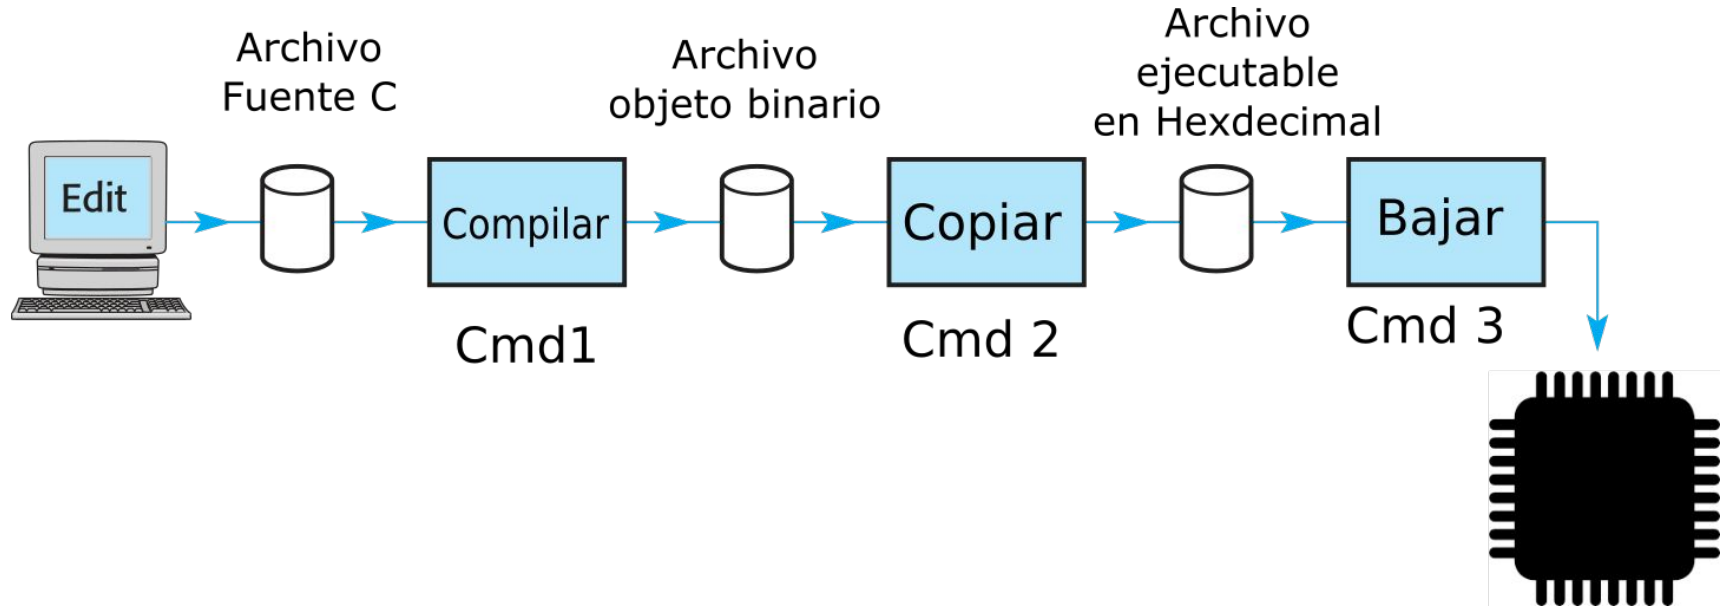 Archivo
Fuente C
Archivo
objeto binario
Archivo
ejecutable
en Hexdecimal
Edit
Compilar
Copiar
Bajar
Cmd1
Cmd 2
Cmd 3